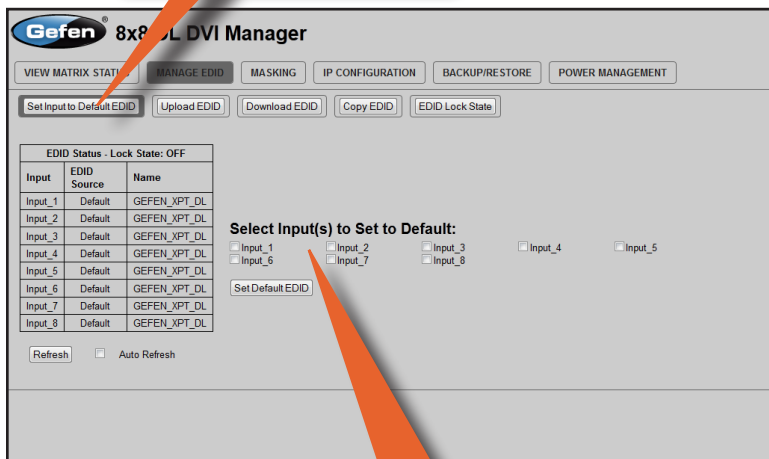 Gefen® 8x8 DL DVI Manager
VIEW MATRIX STATUS MANAGE EDID MASKING IP CONFIGURATION BACKUP/RESTORE POWER MANAGEMENT
Set Input to Default EDID Upload EDID Download EDID Copy EDID EDID Lock State
EDID Status - Lock State: OFF
Input EDID Source Name
Input_1 Default GEFEN_XPT_DL
Input_2 Default GEFEN_XPT_DL
Input_3 Default GEFEN_XPT_DL
Input_4 Default GEFEN_XPT_DL
Input_5 Default GEFEN_XPT_DL
Input_6 Default GEFEN_XPT_DL
Input_7 Default GEFEN_XPT_DL
Input_8 Default GEFEN_XPT_DL
Select Input(s) to Set to Default:
Input_1 Input_2 Input_3 Input_4 Input_5
Input_6 Input_7 Input_8
Set Default EDID
Refresh Auto Refresh